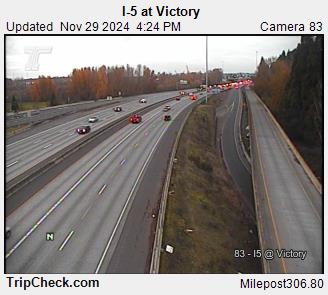 I-5 at Victory
Updated Nov 29 2024 4:24 PM Camera 83
N
83 - I5 @ Victory
TripCheck.com Milepost306.80